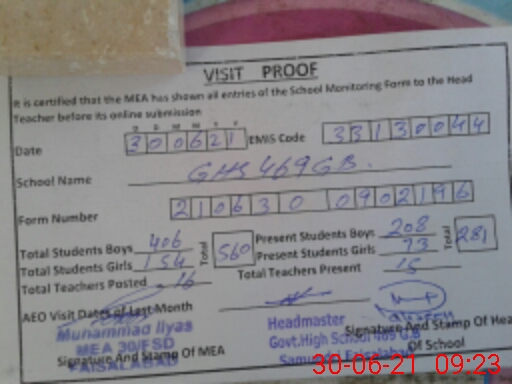 VISIT PROOF
It is certified that the MEA has shown all entries of the School Monitoring Form to the Head
Teacher before its online submission
D D M M Y Y
Date 300621 EMIS Code 33130044
School Name GHS 469 GB.
Form Number 210630 0902196
Total Students Boys 406 Total 560 Present Students Boys 208 Total 281
Total Students Girls 154 Present Students Girls 73
Total Teachers Posted 16 Total Teachers Present 15
AEO Visit Dates of Last Month
Muhammad Ilyas
MEA 30/FSD
FAISALABAD
Signature And Stamp Of MEA
Headmaster
Govt.High School 469 G.B
Signature And Stamp Of Head
Of School
30-06-21 09:23